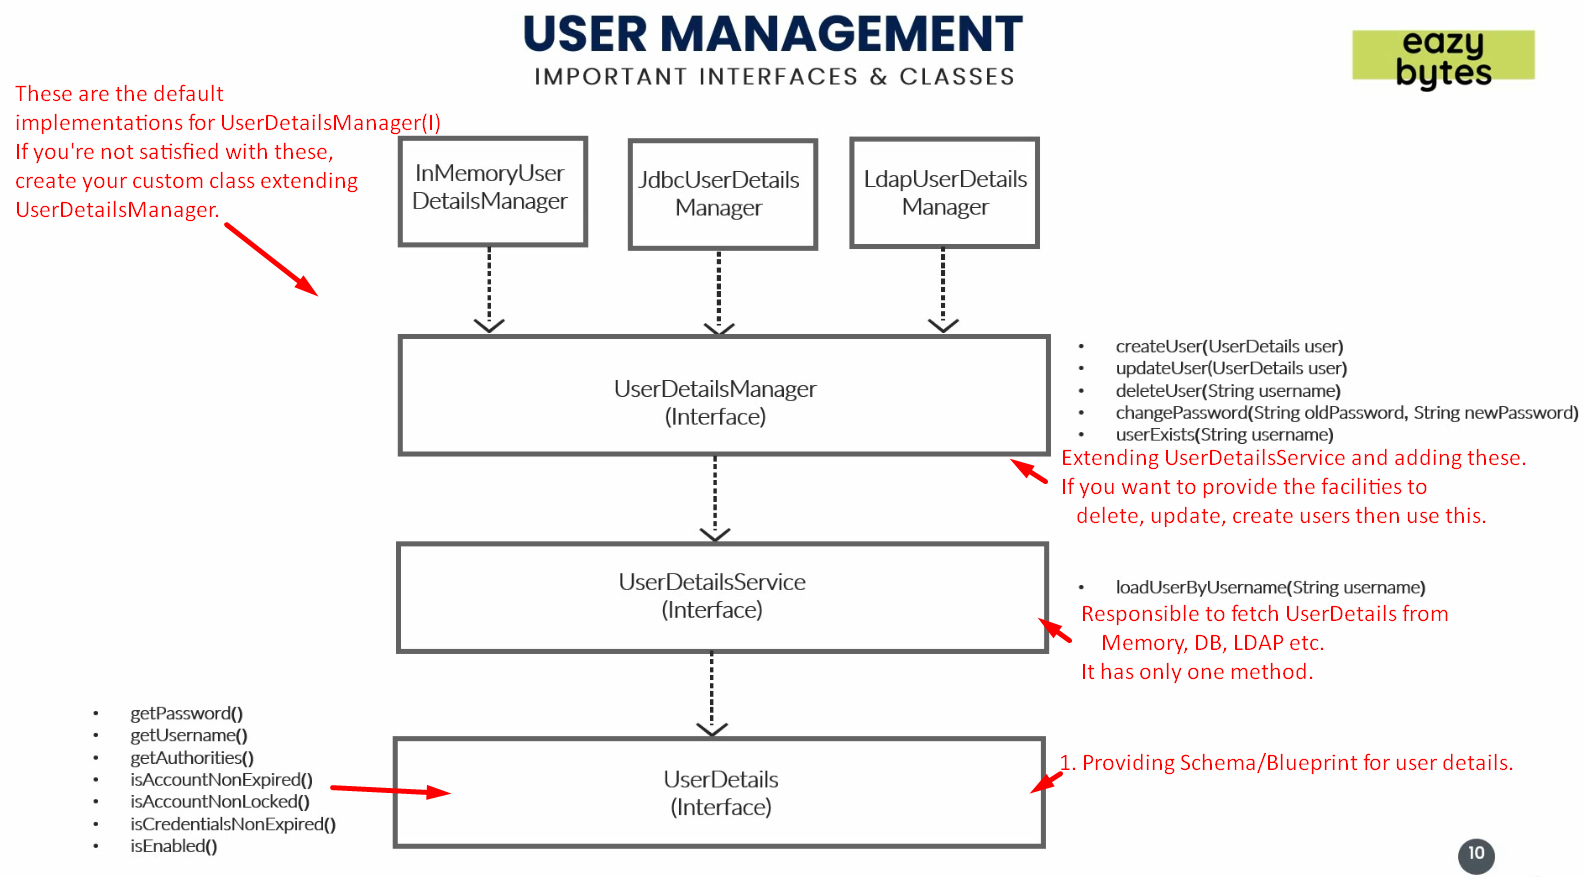 USER MANAGEMENT
IMPORTANT INTERFACES & CLASSES
eazy
bytes
These are the default
implementations for UserDetailsManager(I)
If you're not satisfied with these,
create your custom class extending
UserDetailsManager.
InMemoryUser
DetailsManager
JdbcUserDetails
Manager
LdapUserDetails
Manager
UserDetailsManager
(Interface)
• createUser(UserDetails user)
• updateUser(UserDetails user)
• deleteUser(String username)
• changePassword(String oldPassword, String newPassword)
• userExists(String username)
Extending UserDetailsService and adding these.
If you want to provide the facilities to
delete, update, create users then use this.
UserDetailsService
(Interface)
• loadUserByUsername(String username)
Responsible to fetch UserDetails from
Memory, DB, LDAP etc.
It has only one method.
• getPassword()
• getUsername()
• getAuthorities()
• isAccountNonExpired()
• isAccountNonLocked()
• isCredentialsNonExpired()
• isEnabled()
UserDetails
(Interface)
1. Providing Schema/Blueprint for user details.
10